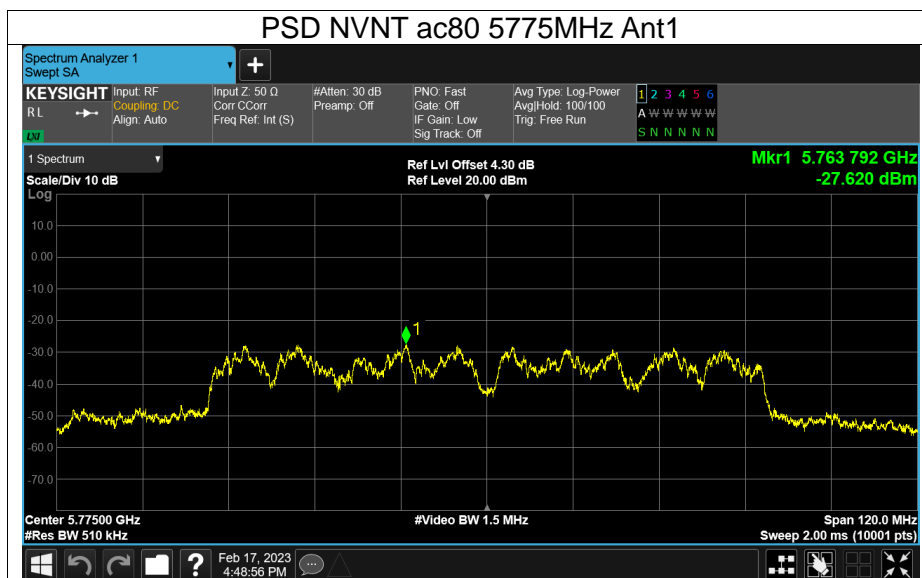 PSD NVNT ac80 5775MHz Ant1
Spectrum Analyzer 1
Swept SA
+
KEYSIGHT Input: RF Input Z: 50 Ω #Atten: 30 dB PNO: Fast Avg Type: Log-Power 1 2 3 4 5 6
R L Coupling: DC Corr CCorr Preamp: Off Gate: Off Avg|Hold: 100/100 A W W W W W
Align: Auto Freq Ref: Int (S) IF Gain: Low Trig: Free Run
LXI Sig Track: Off S N N N N N
1 Spectrum Ref Lvl Offset 4.30 dB Mkr1 5.763 792 GHz
Scale/Div 10 dB Ref Level 20.00 dBm -27.620 dBm
Log
10.0
0.00
-10.0
-20.0
1
-30.0
-40.0
-50.0
-60.0
-70.0
Center 5.77500 GHz #Video BW 1.5 MHz Span 120.0 MHz
#Res BW 510 kHz Sweep 2.00 ms (10001 pts)
? Feb 17, 2023
4:48:56 PM